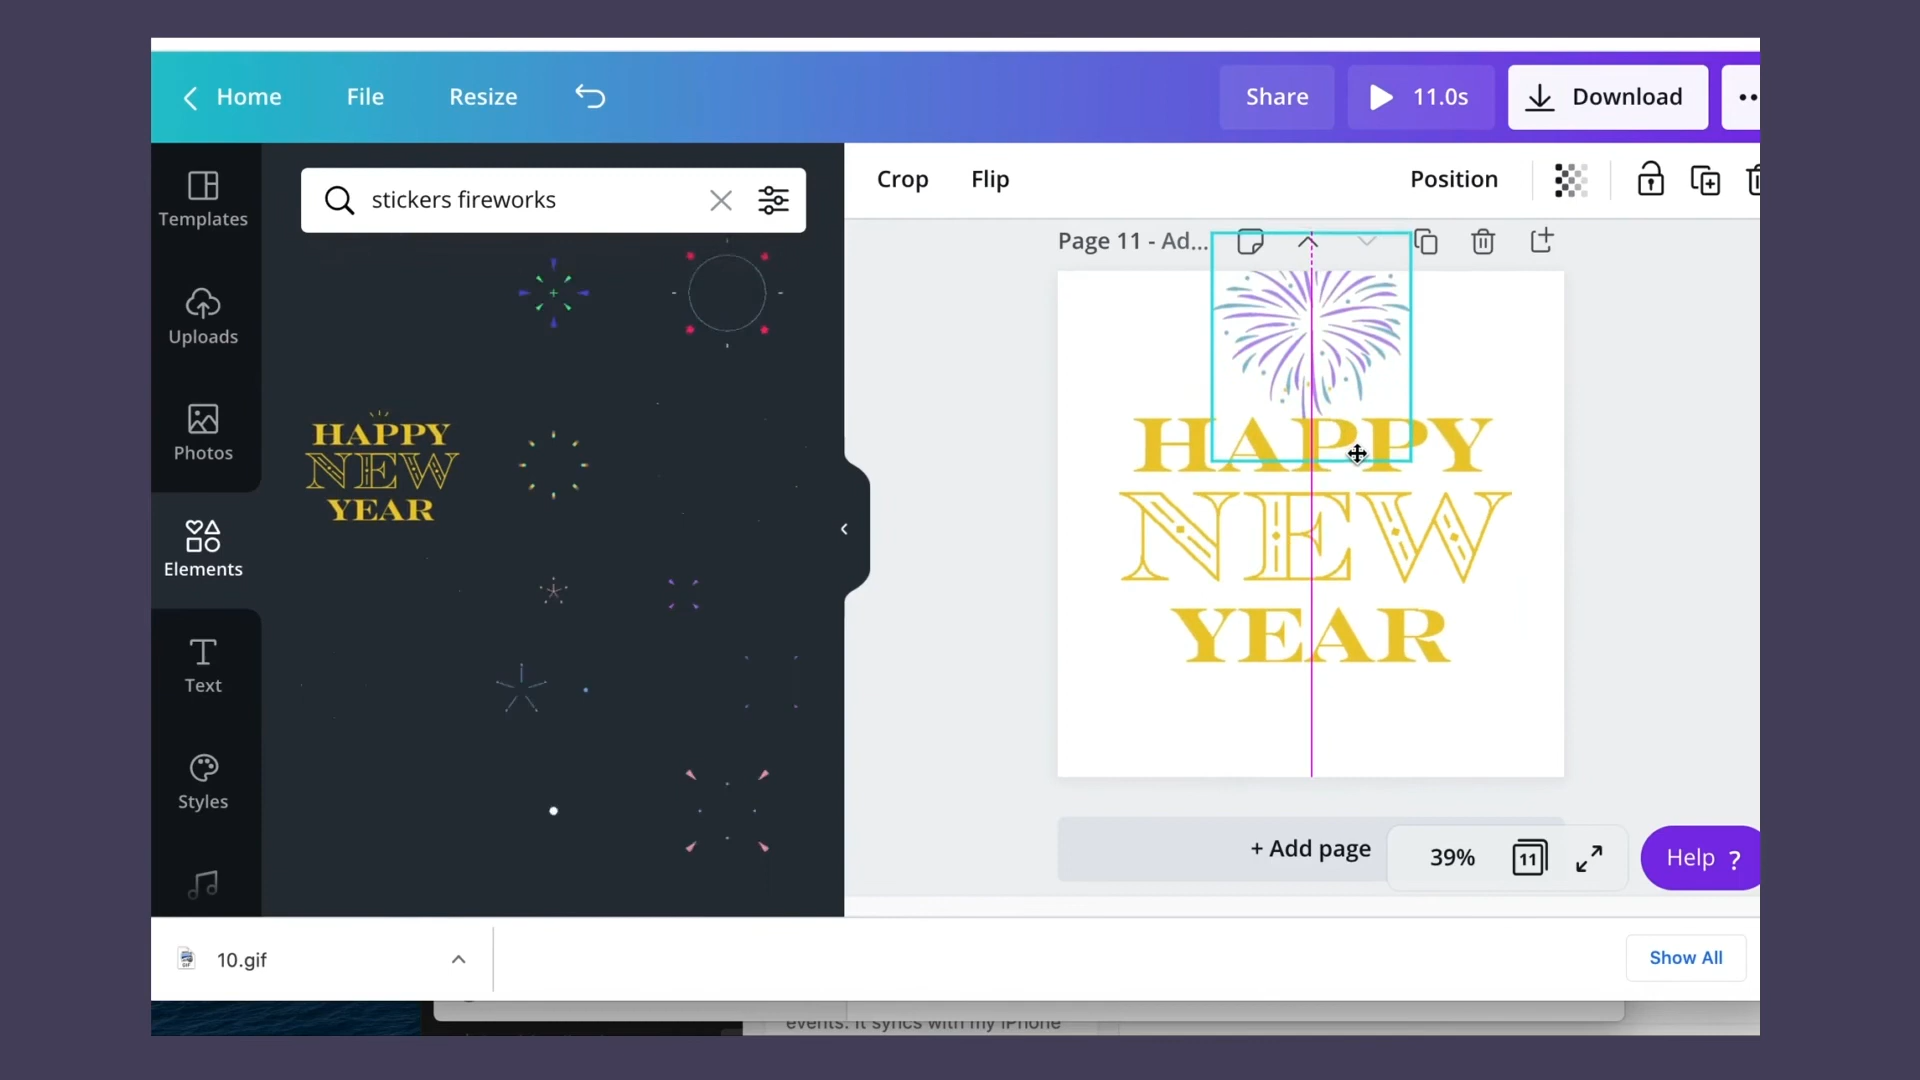 Home
File
Resize
Share
11.0s
Download
Templates
Uploads
Photos
Elements
Text
Styles
stickers fireworks
HAPPY
NEW
YEAR
Crop
Flip
Position
Page 11 - Ad...
HAPPY
NEW
YEAR
+ Add page
39%
11
Help ?
10.gif
Show All
events. It syncs with my iPhone